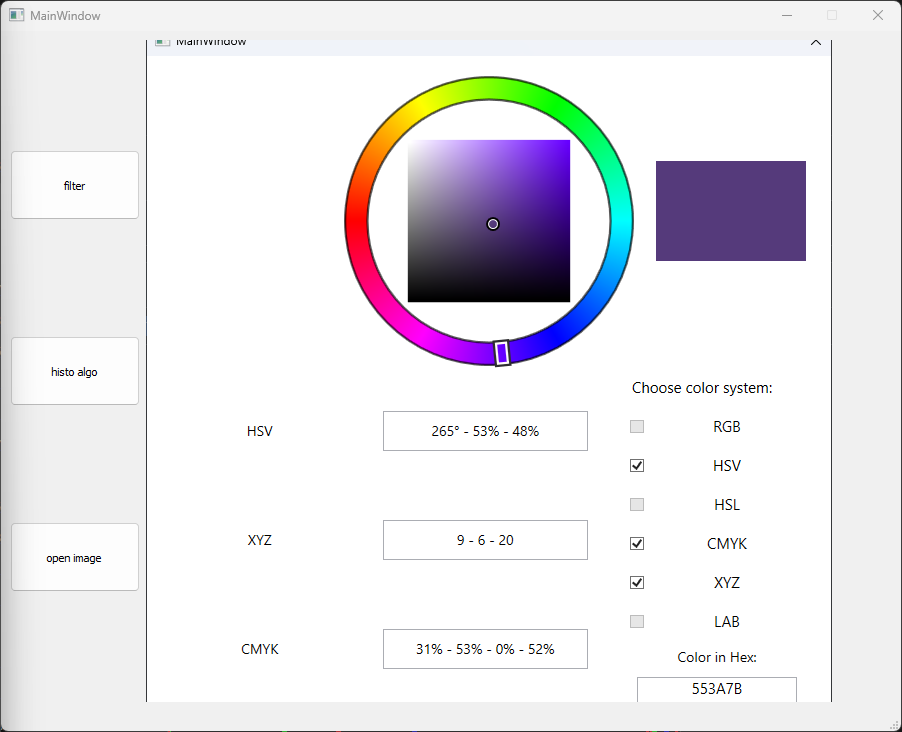 MainWindow
MainWindow
filter
histo algo
open image
HSV
265° - 53% - 48%
XYZ
9 - 6 - 20
CMYK
31% - 53% - 0% - 52%
Choose color system:
RGB
HSV
HSL
CMYK
XYZ
LAB
Color in Hex:
553A7B